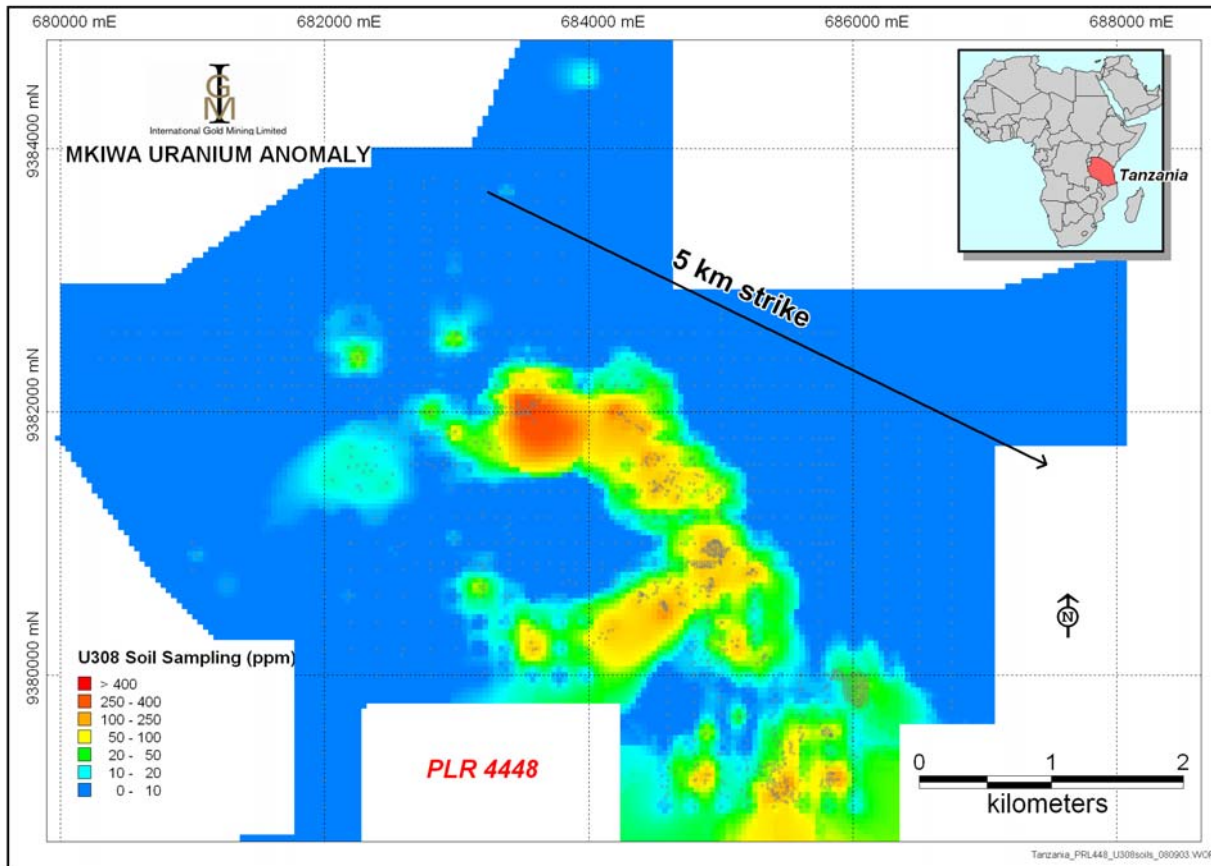 680000 mE
682000 mE
684000 mE
686000 mE
688000 mE
9384000 mN
9382000 mN
9380000 mN
IGM
International Gold Mining Limited
MKIWA URANIUM ANOMALY
Tanzania
5 km strike
N
U308 Soil Sampling (ppm)
> 400
250 - 400
100 - 250
50 - 100
20 - 50
10 - 20
0 - 10
PLR 4448
0 1 2
kilometers
Tanzania_PRL448_U308soils_080903.WOR